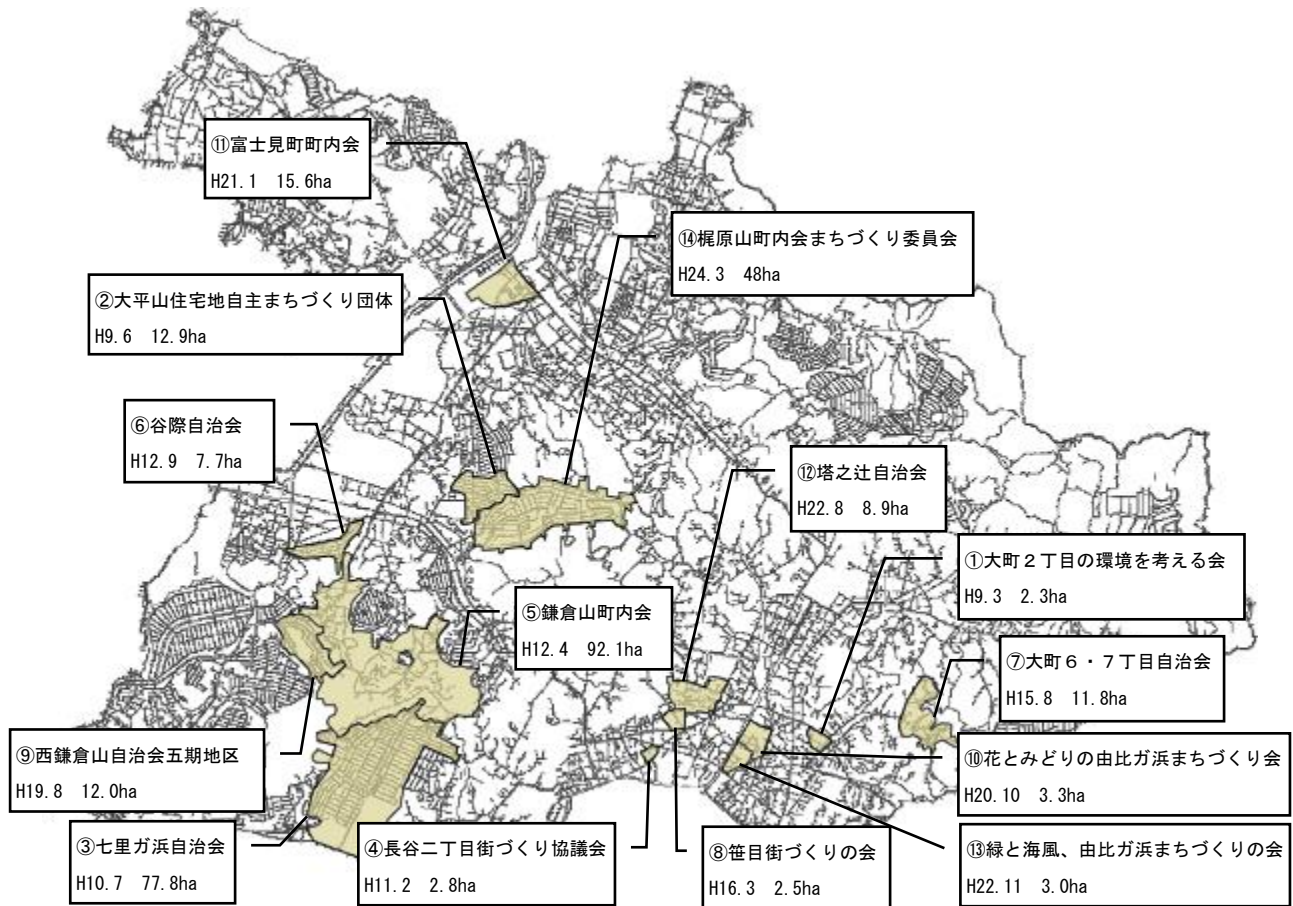 ⑪富士見町町内会
H21.1 15.6ha
⑭梶原山町内会まちづくり委員会
H24.3 48ha
②大平山住宅地自主まちづくり団体
H9.6 12.9ha
⑥谷際自治会
H12.9 7.7ha
⑫塔之辻自治会
H22.8 8.9ha
①大町２丁目の環境を考える会
H9.3 2.3ha
⑤鎌倉山町内会
H12.4 92.1ha
⑦大町６・７丁目自治会
H15.8 11.8ha
⑨西鎌倉山自治会五期地区
H19.8 12.0ha
⑩花とみどりの由比ガ浜まちづくり会
H20.10 3.3ha
③七里ガ浜自治会
H10.7 77.8ha
④長谷二丁目街づくり協議会
H11.2 2.8ha
⑧笹目街づくりの会
H16.3 2.5ha
⑬緑と海風、由比ガ浜まちづくりの会
H22.11 3.0ha